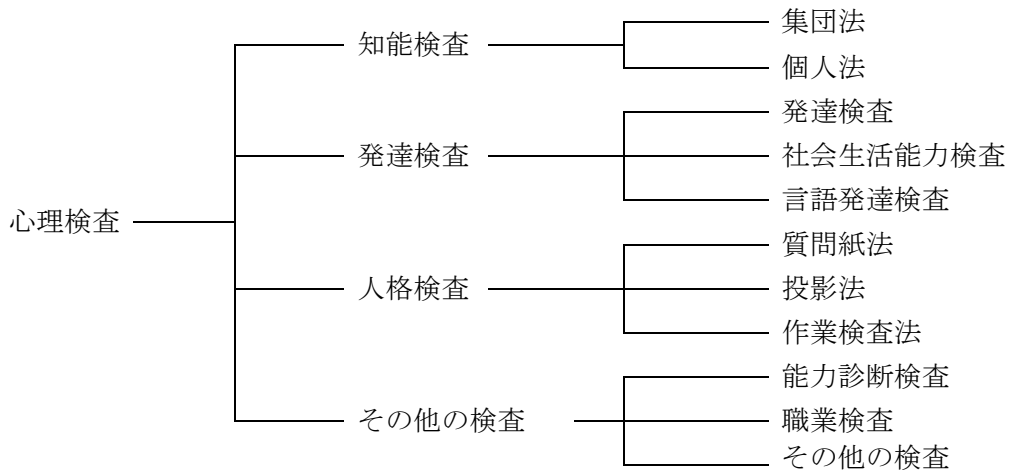 心理検査
知能検査
集団法
個人法
発達検査
発達検査
社会生活能力検査
言語発達検査
人格検査
質問紙法
投影法
作業検査法
その他の検査
能力診断検査
職業検査
その他の検査